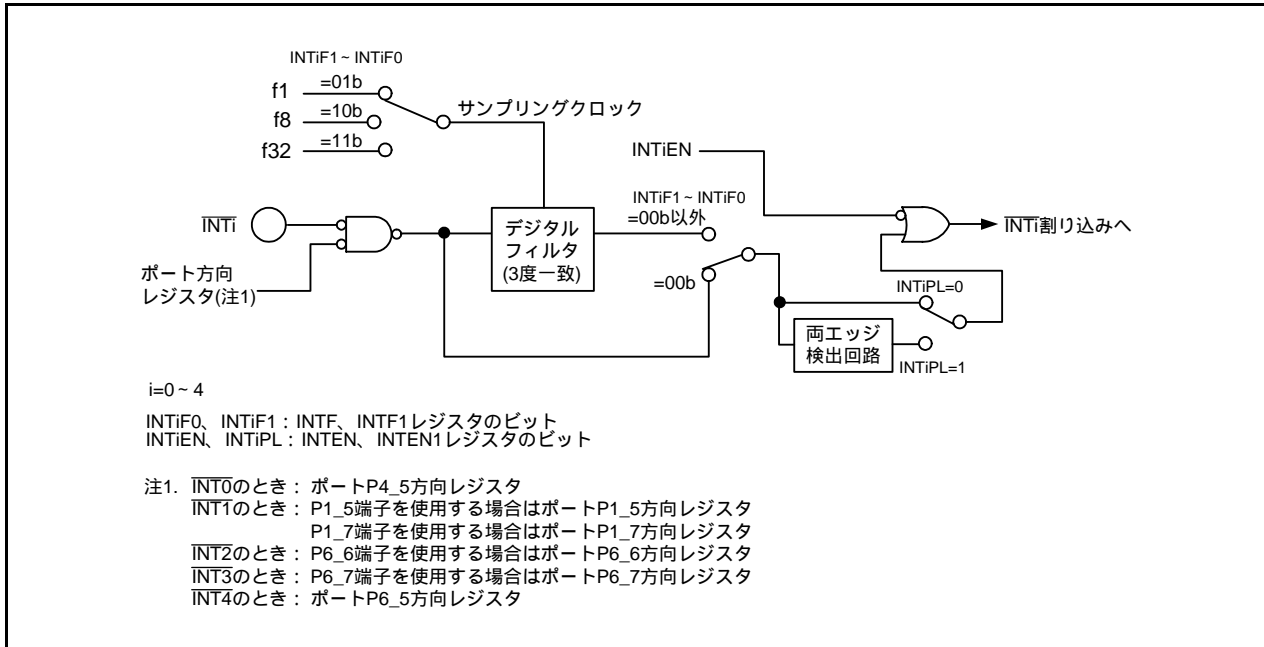 INTiF1~INTiF0
f1 =01b
f8 =10b
f32 =11b
サンプリングクロック
INTiEN
INTi
ポート方向
レジスタ(注1)
デジタル
フィルタ
(3度一致)
INTiF1~INTiF0
=00b以外
=00b
INTi割り込みへ
INTiPL=0
両エッジ
検出回路
INTiPL=1
i=0~4
INTiF0、INTiF1：INTF、INTF1レジスタのビット
INTiEN、INTiPL：INTEN、INTEN1レジスタのビット
注1. INT0のとき：ポートP4_5方向レジスタ
INT1のとき：P1_5端子を使用する場合はポートP1_5方向レジスタ
P1_7端子を使用する場合はポートP1_7方向レジスタ
INT2のとき：P6_6端子を使用する場合はポートP6_6方向レジスタ
INT3のとき：P6_7端子を使用する場合はポートP6_7方向レジスタ
INT4のとき：ポートP6_5方向レジスタ